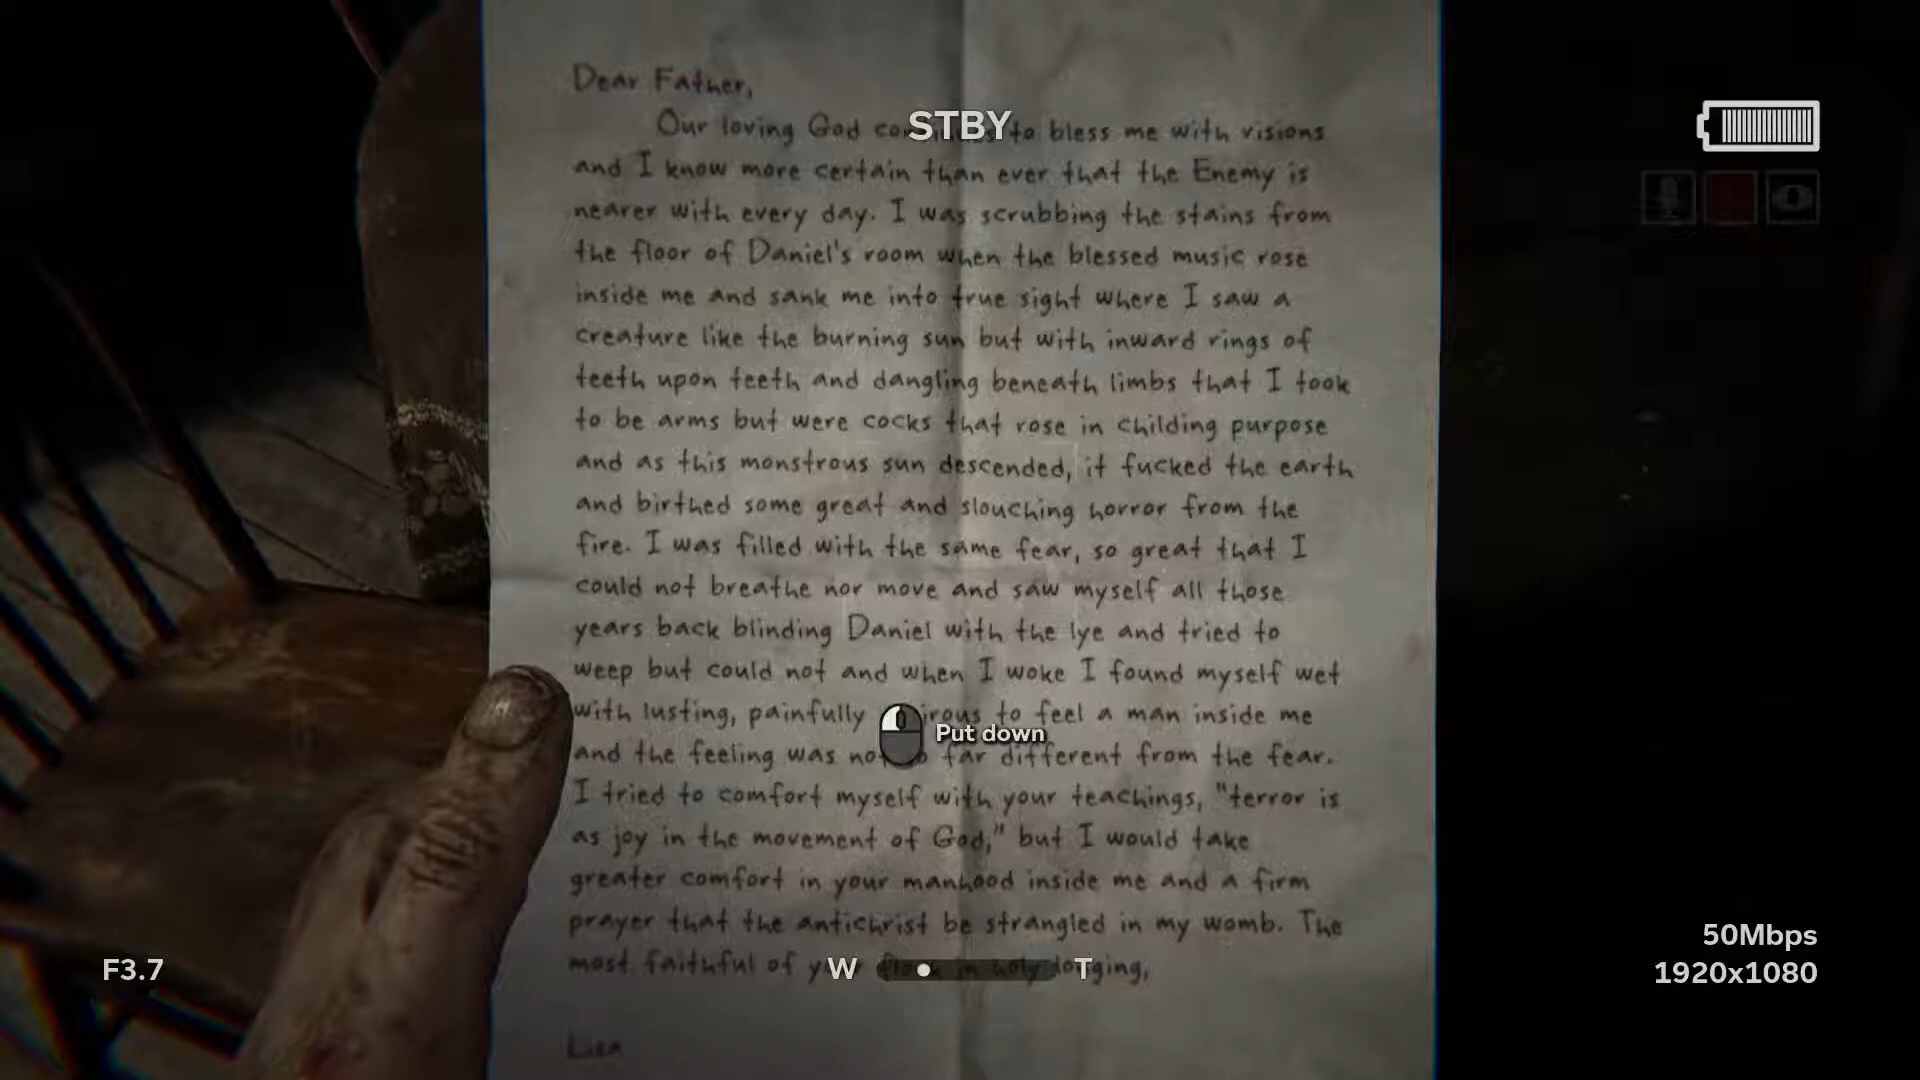 Dear Father,
Our loving God to bless me with visions
STBY
and I know more certain than ever that the Enemy is
nearer with every day. I was scrubbing the stains from
the floor of Daniel's room when the blessed music rose
inside me and sank me into true sight where I saw a
creature like the burning sun but with inward rings of
teeth upon teeth and dangling beneath limbs that I took
to be arms but were cocks that rose in childing purpose
and as this monstrous sun descended, it fucked the earth
and birthed some great and slouching horror from the
fire. I was filled with the same fear, so great that I
could not breathe nor move and saw myself all those
years back blinding Daniel with the lye and tried to
weep but could not and when I woke I found myself wet
with lusting, painfully to feel a man inside me
Put down
and the feeling was far different from the fear.
I tried to comfort myself with your teachings, "terror is
as joy in the movement of God," but I would take
greater comfort in your manhood inside me and a firm
prayer that the antichrist be strangled in my womb. The
most faithful of in holy
W T
F3.7
50Mbps
1920x1080